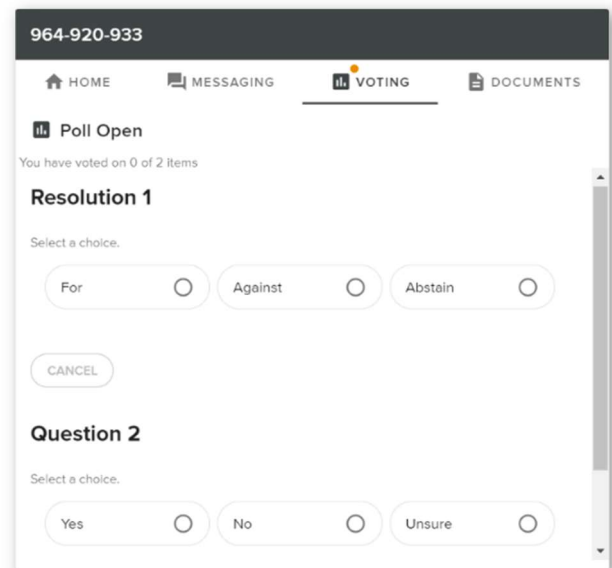 964-920-933
HOME MESSAGING VOTING DOCUMENTS
Poll Open
You have voted on 0 of 2 items
Resolution 1
Select a choice.
For Against Abstain
CANCEL
Question 2
Select a choice.
Yes No Unsure